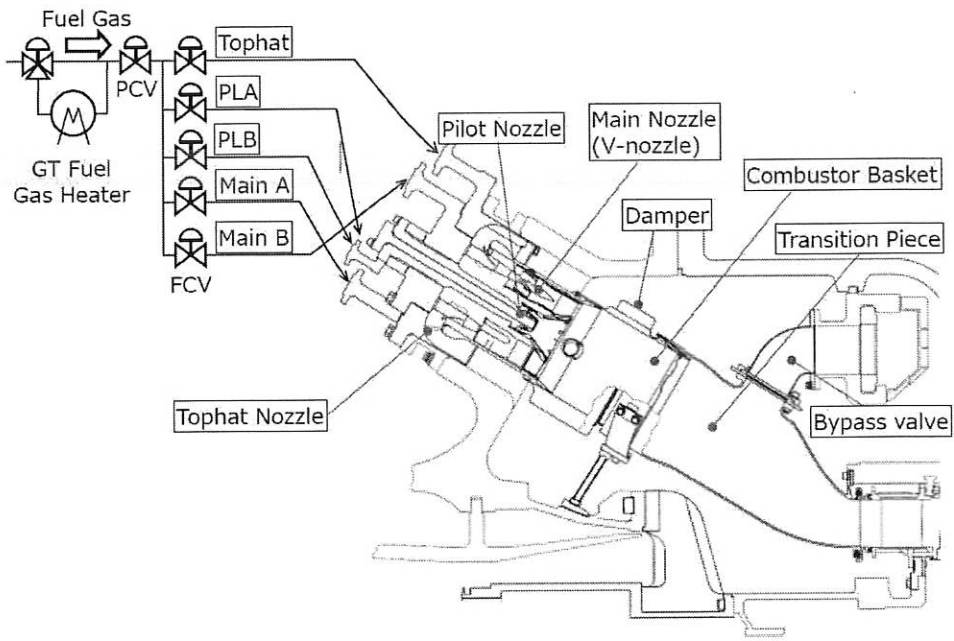 Fuel Gas
Tophat
PCV
PLA
PLB
GT Fuel
Gas Heater
Main A
Main B
FCV
Pilot Nozzle
Main Nozzle
(V-nozzle)
Combustor Basket
Damper
Transition Piece
Tophat Nozzle
Bypass valve